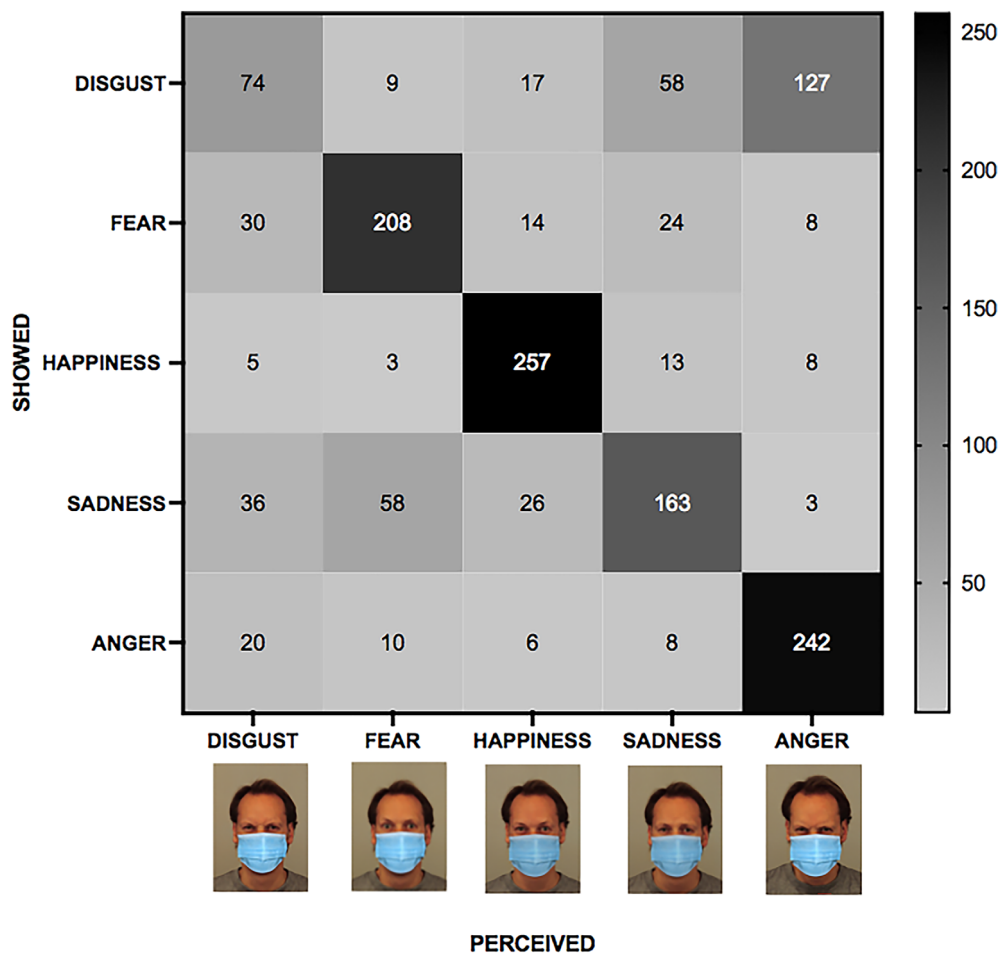 250
DISGUST 74 9 17 58 127
200
FEAR 30 208 14 24 8
150
SHOWED
HAPPINESS 5 3 257 13 8
100
SADNESS 36 58 26 163 3
50
ANGER 20 10 6 8 242
DISGUST FEAR HAPPINESS SADNESS ANGER
PERCEIVED